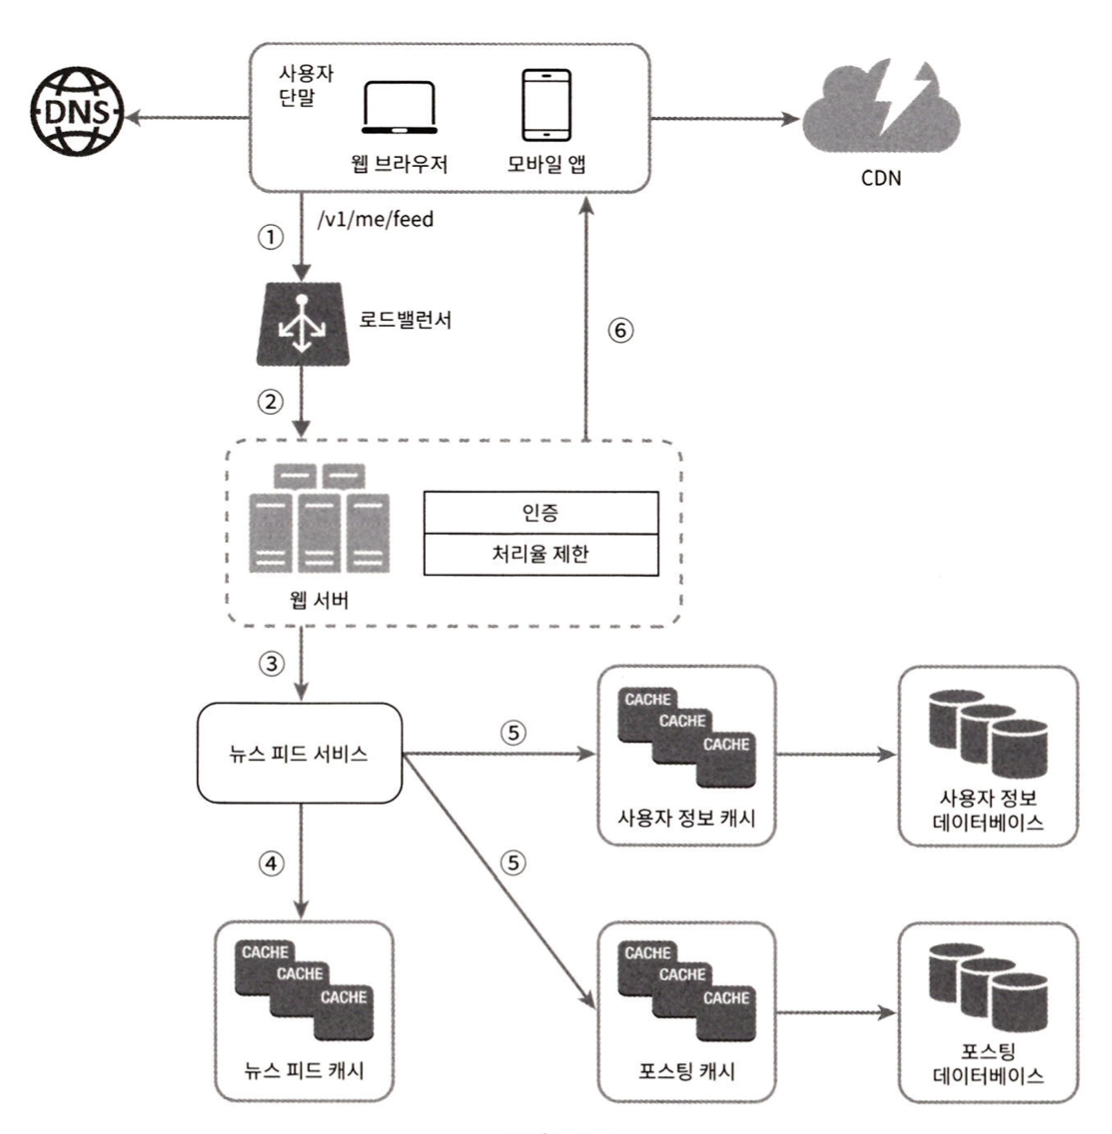 사용자
단말
DNS
웹 브라우저
모바일 앱
CDN
/v1/me/feed
①
로드밸런서
⑥
②
인증
처리율 제한
웹 서버
③
CACHE
CACHE
CACHE
사용자 정보 캐시
사용자 정보
데이터베이스
⑤
뉴스 피드 서비스
④
⑤
CACHE
CACHE
CACHE
뉴스 피드 캐시
CACHE
CACHE
CACHE
포스팅 캐시
포스팅
데이터베이스